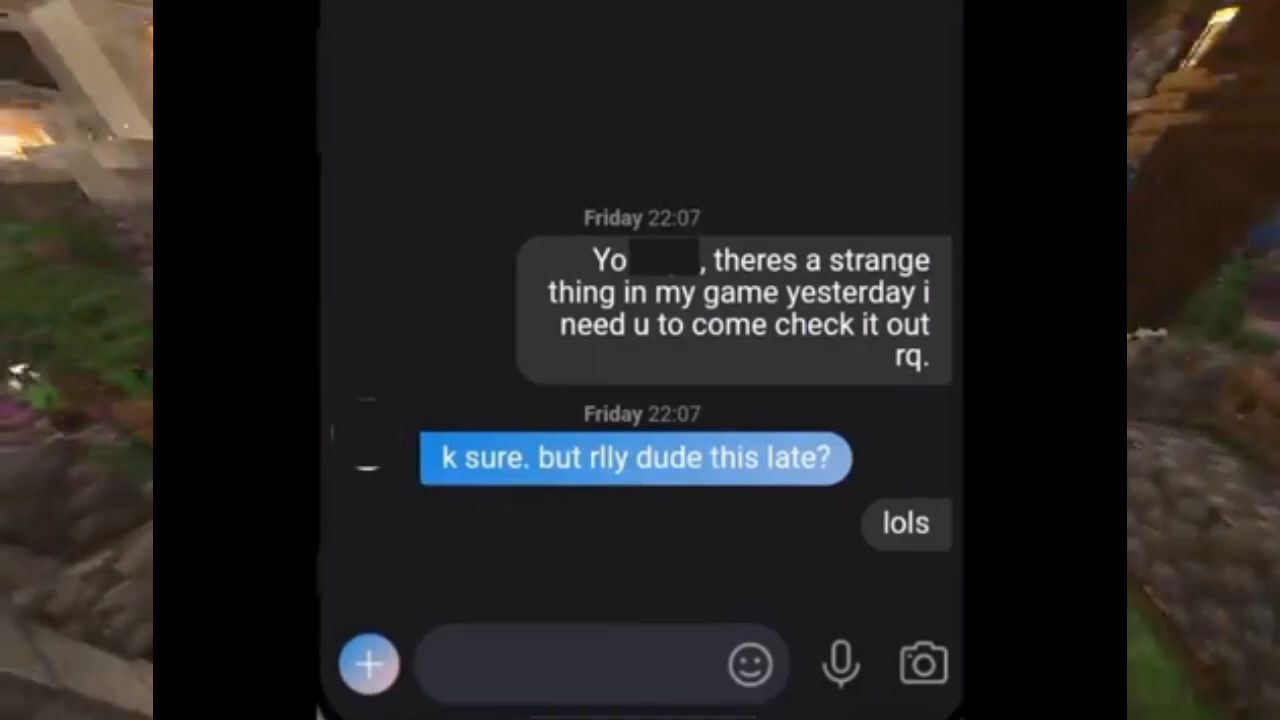 Friday 22:07
Yo , theres a strange
thing in my game yesterday i
need u to come check it out
rq.
Friday 22:07
k sure. but rlly dude this late?
lols